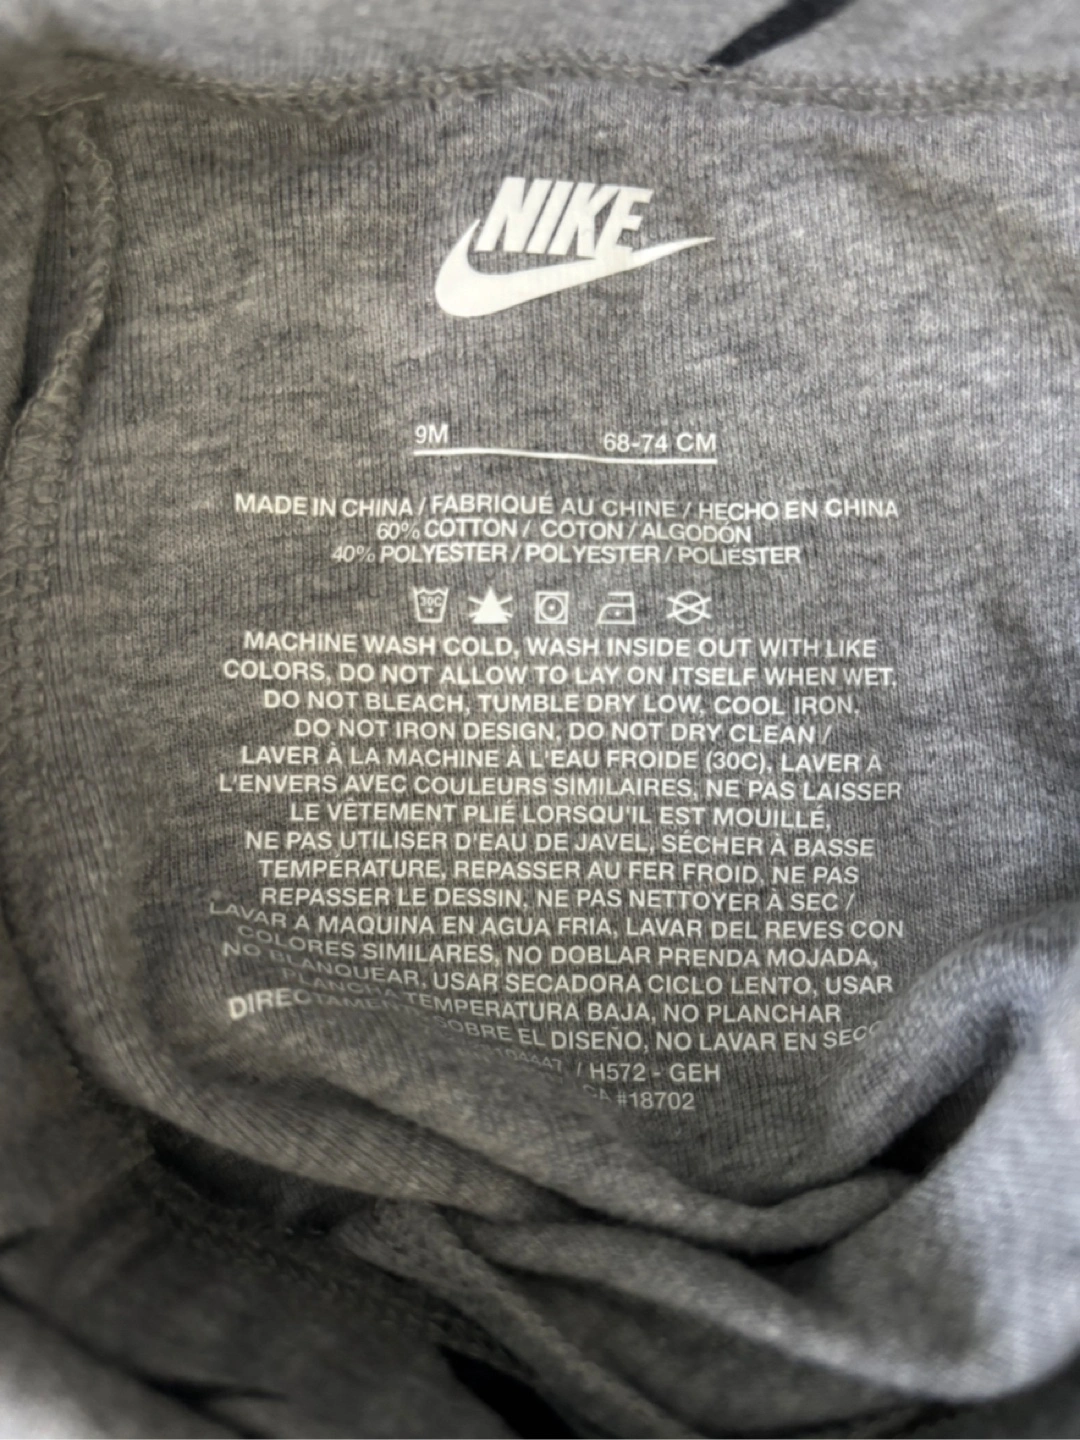 NIKE
9M 68-74 CM
MADE IN CHINA / FABRIQUÉ AU CHINE / HECHO EN CHINA
60% COTTON / COTON / ALGODÓN
40% POLYESTER / POLYESTER / POLIÉSTER
30C
MACHINE WASH COLD, WASH INSIDE OUT WITH LIKE
COLORS, DO NOT ALLOW TO LAY ON ITSELF WHEN WET,
DO NOT BLEACH, TUMBLE DRY LOW, COOL IRON,
DO NOT IRON DESIGN, DO NOT DRY CLEAN /
LAVER À LA MACHINE À L'EAU FROIDE (30C), LAVER A
L'ENVERS AVEC COULEURS SIMILAIRES, NE PAS LAISSER
LE VÊTEMENT PLIÉ LORSQU'IL EST MOUILLÉ,
NE PAS UTILISER D'EAU DE JAVEL, SÉCHER À BASSE
TEMPÉRATURE, REPASSER AU FER FROID, NE PAS
REPASSER LE DESSIN, NE PAS NETTOYER À SEC /
LAVAR A MAQUINA EN AGUA FRIA, LAVAR DEL REVES CON
COLORES SIMILARES, NO DOBLAR PRENDA MOJADA,
NO BLANQUEAR, USAR SECADORA CICLO LENTO, USAR
PLANCHA TEMPERATURA BAJA, NO PLANCHAR
DIRECTAMENTE SOBRE EL DISEÑO, NO LAVAR EN SECO
/ H572 - GEH
#18702